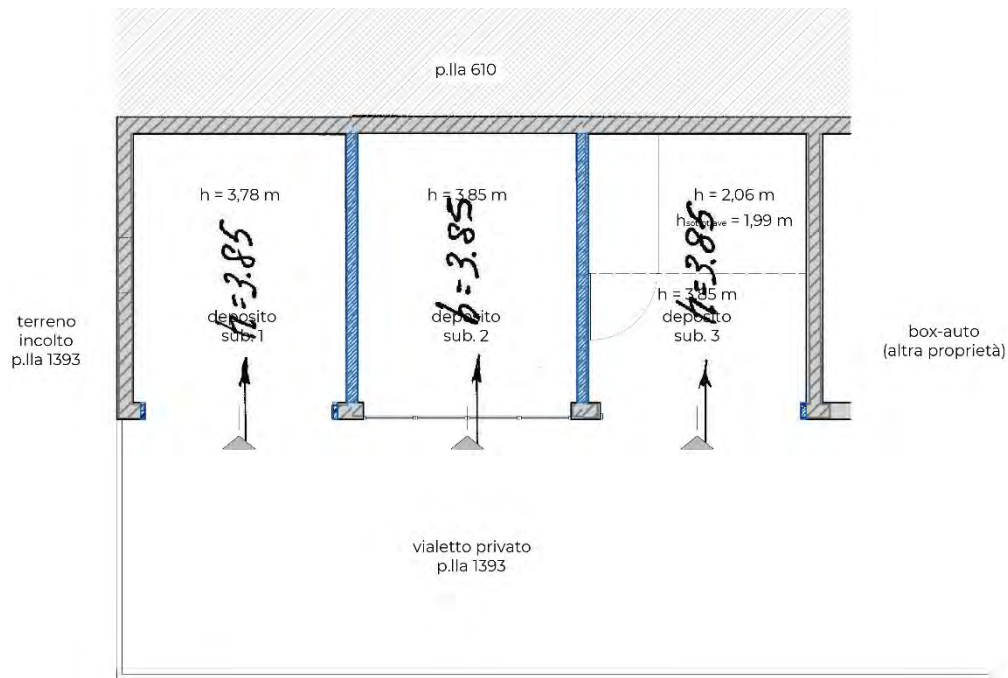 p.lla 610
h = 3,78 m
h = 3,85 m
h = 2,06 m
hsottotrave = 1,99 m
h=3.85
h=3.85
h=3.85
h = 3,85 m
deposito
sub. 1
deposito
sub. 2
deposito
sub. 3
terreno
incolto
p.lla 1393
box-auto
(altra proprietà)
vialetto privato
p.lla 1393